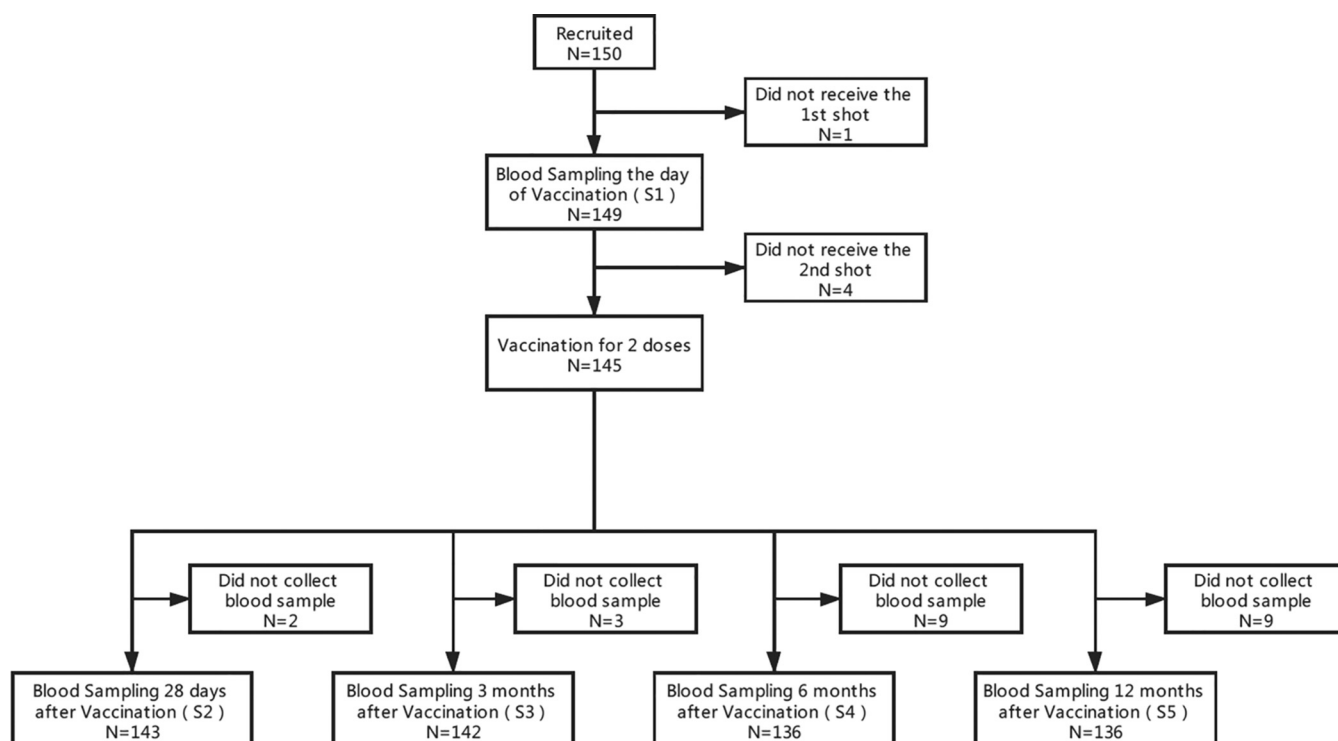 Recruited
N=150
Did not receive the
1st shot
N=1
Blood Sampling the day
of Vaccination ( S1 )
N=149
Did not receive the
2nd shot
N=4
Vaccination for 2 doses
N=145
Did not collect
blood sample
N=2
Did not collect
blood sample
N=3
Did not collect
blood sample
N=9
Did not collect
blood sample
N=9
Blood Sampling 28 days
after Vaccination ( S2 )
N=143
Blood Sampling 3 months
after Vaccination ( S3 )
N=142
Blood Sampling 6 months
after Vaccination ( S4 )
N=136
Blood Sampling 12 months
after Vaccination ( S5 )
N=136